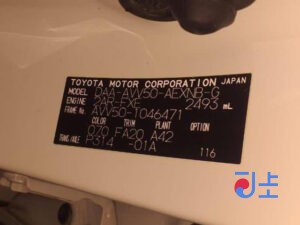 TOYOTA MOTOR CORPORATION JAPAN
MODEL DAA-AVV50-AEXNB-G
ENGINE 2AR-FXE 2493 mL
FRAME № AVV50-1046471
COLOR TRIM PLANT OPTION
070 FA20 A42
TRANS/AXLE P314 -01A
116